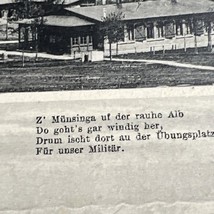 Z' Münsinga uf der rauhe Alb
Do goht's gar windig her,
Drum ischt dort au der Übungsplatz
Für unser Militär.